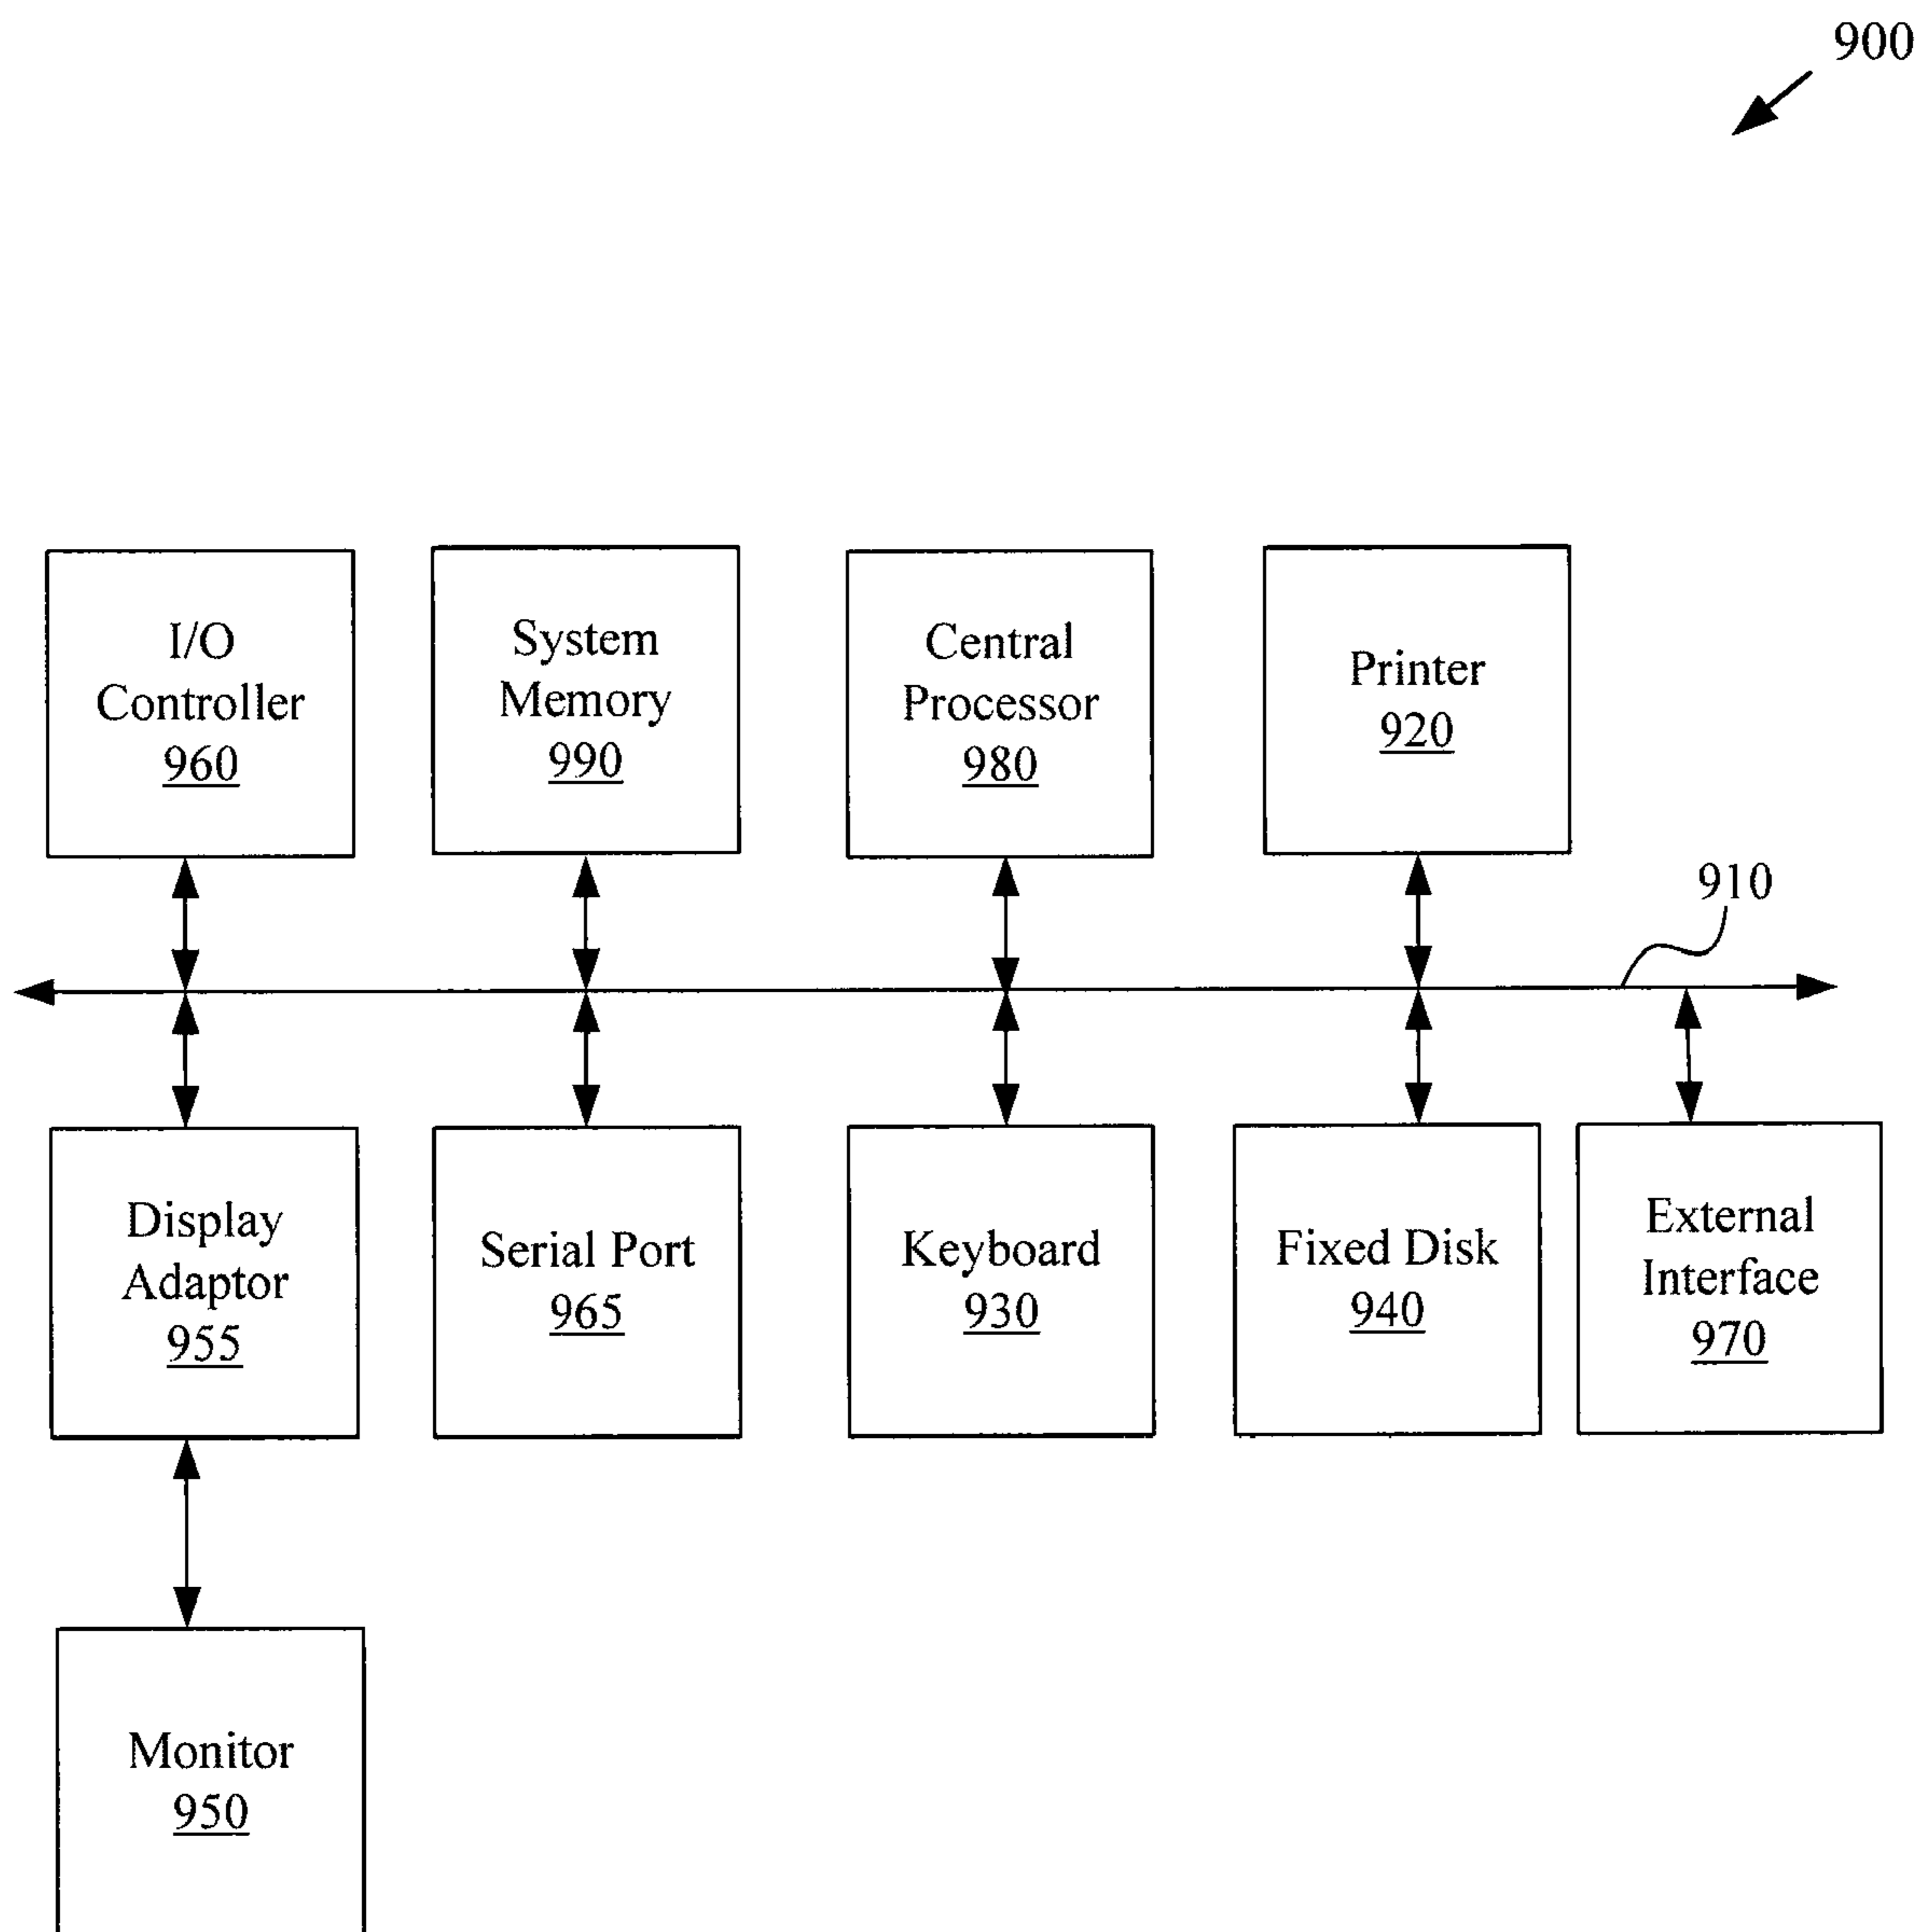 900
I/O
Controller
960
System
Memory
990
Central
Processor
980
Printer
920
910
Display
Adaptor
955
Serial Port
965
Keyboard
930
Fixed Disk
940
External
Interface
970
Monitor
950